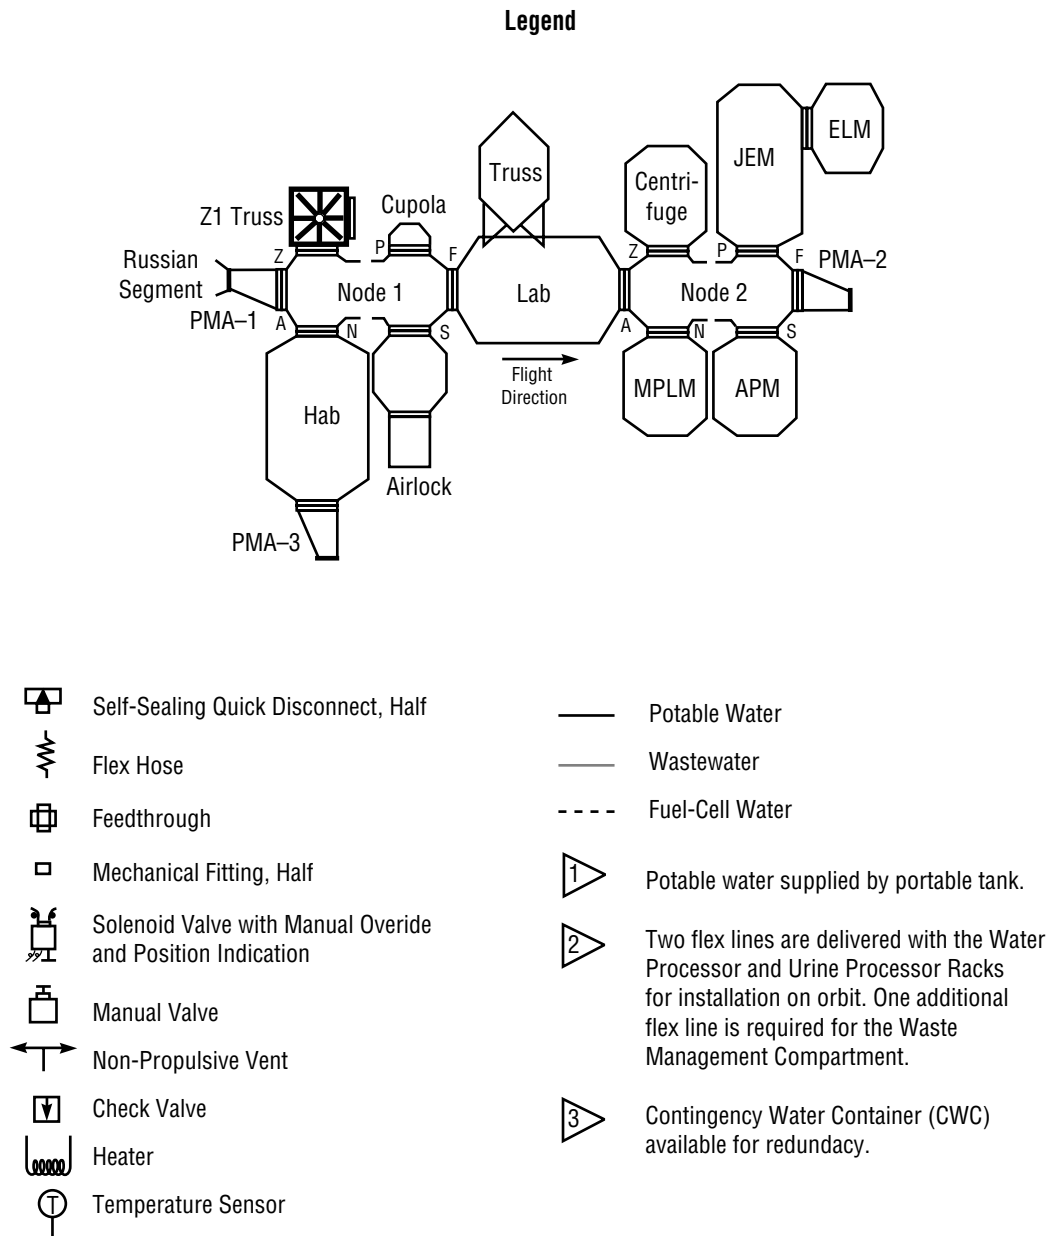 Legend
ELM
JEM
Truss
Centri-
fuge
Cupola
Z1 Truss
Z
P
F
Z
P
F
PMA–2
Russian
Segment
Node 1
Lab
Node 2
PMA–1
A
N
S
A
N
S
Flight
Direction
MPLM
APM
Hab
Airlock
PMA–3
Self-Sealing Quick Disconnect, Half
Flex Hose
Feedthrough
Mechanical Fitting, Half
Solenoid Valve with Manual Overide
and Position Indication
Manual Valve
Non-Propulsive Vent
Check Valve
Heater
T
Temperature Sensor
Potable Water
Wastewater
Fuel-Cell Water
1
Potable water supplied by portable tank.
2
Two flex lines are delivered with the Water
Processor and Urine Processor Racks
for installation on orbit. One additional
flex line is required for the Waste
Management Compartment.
3
Contingency Water Container (CWC)
available for redundacy.